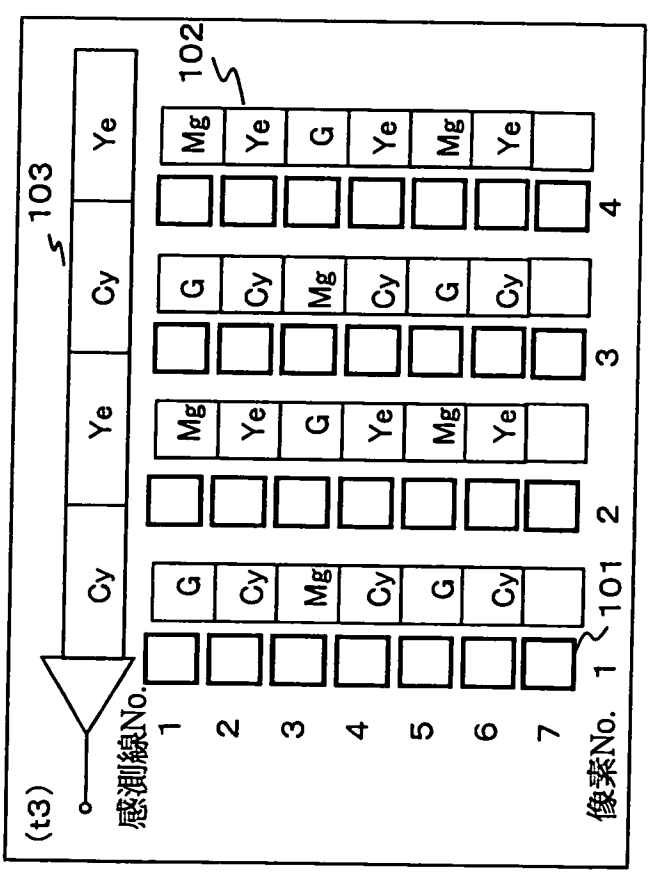 (t3)
103
Cy Ye Cy Ye
感測線No.
1 G Mg G Mg 102
2 Cy Ye Cy Ye
3 Mg G Mg G
4 Cy Ye Cy Ye
5 G Mg G Mg
6 Cy Ye Cy Ye
7
像素No. 1 101 2 3 4